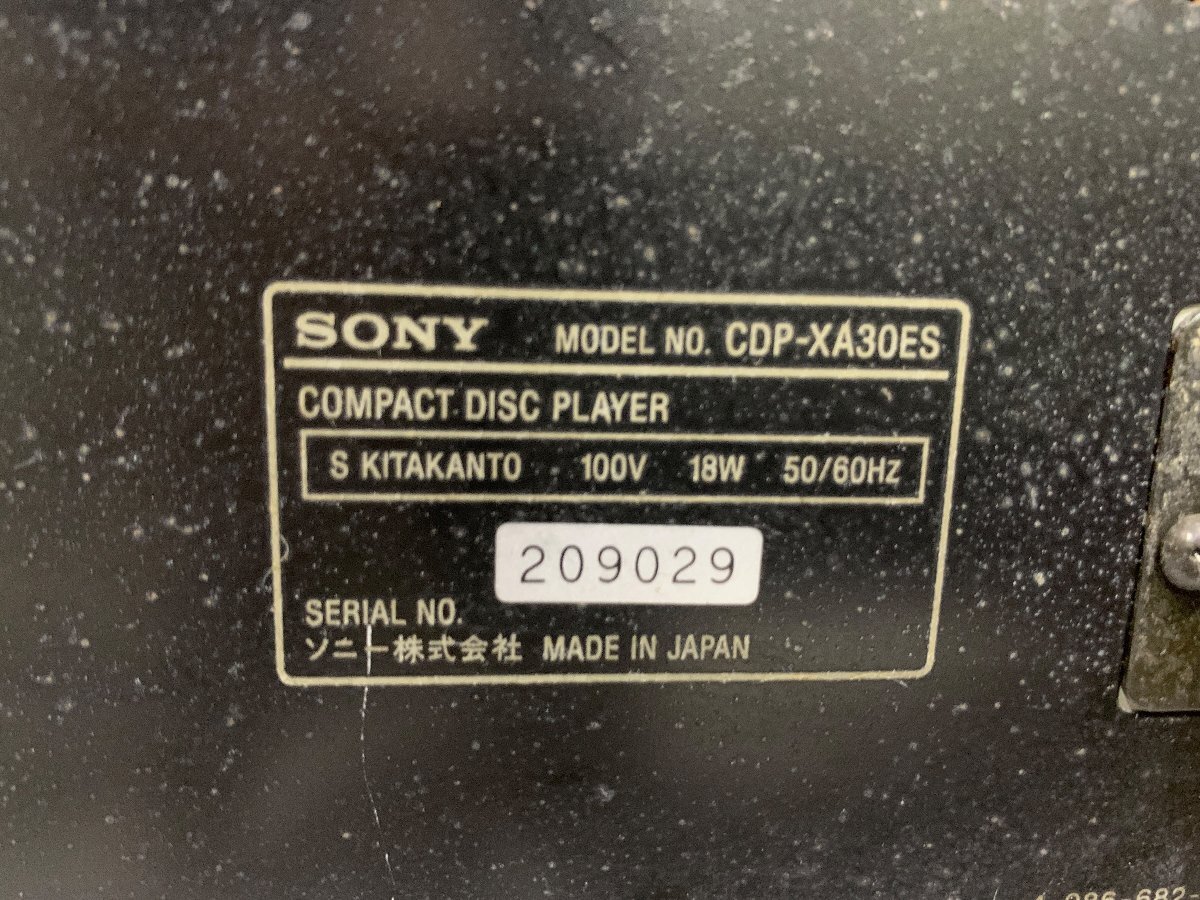 SONY MODEL NO. CDP-XA30ES
COMPACT DISC PLAYER
S KITAKANTO 100V 18W 50/60Hz
209029
SERIAL NO.
ソニー株式会社 MADE IN JAPAN